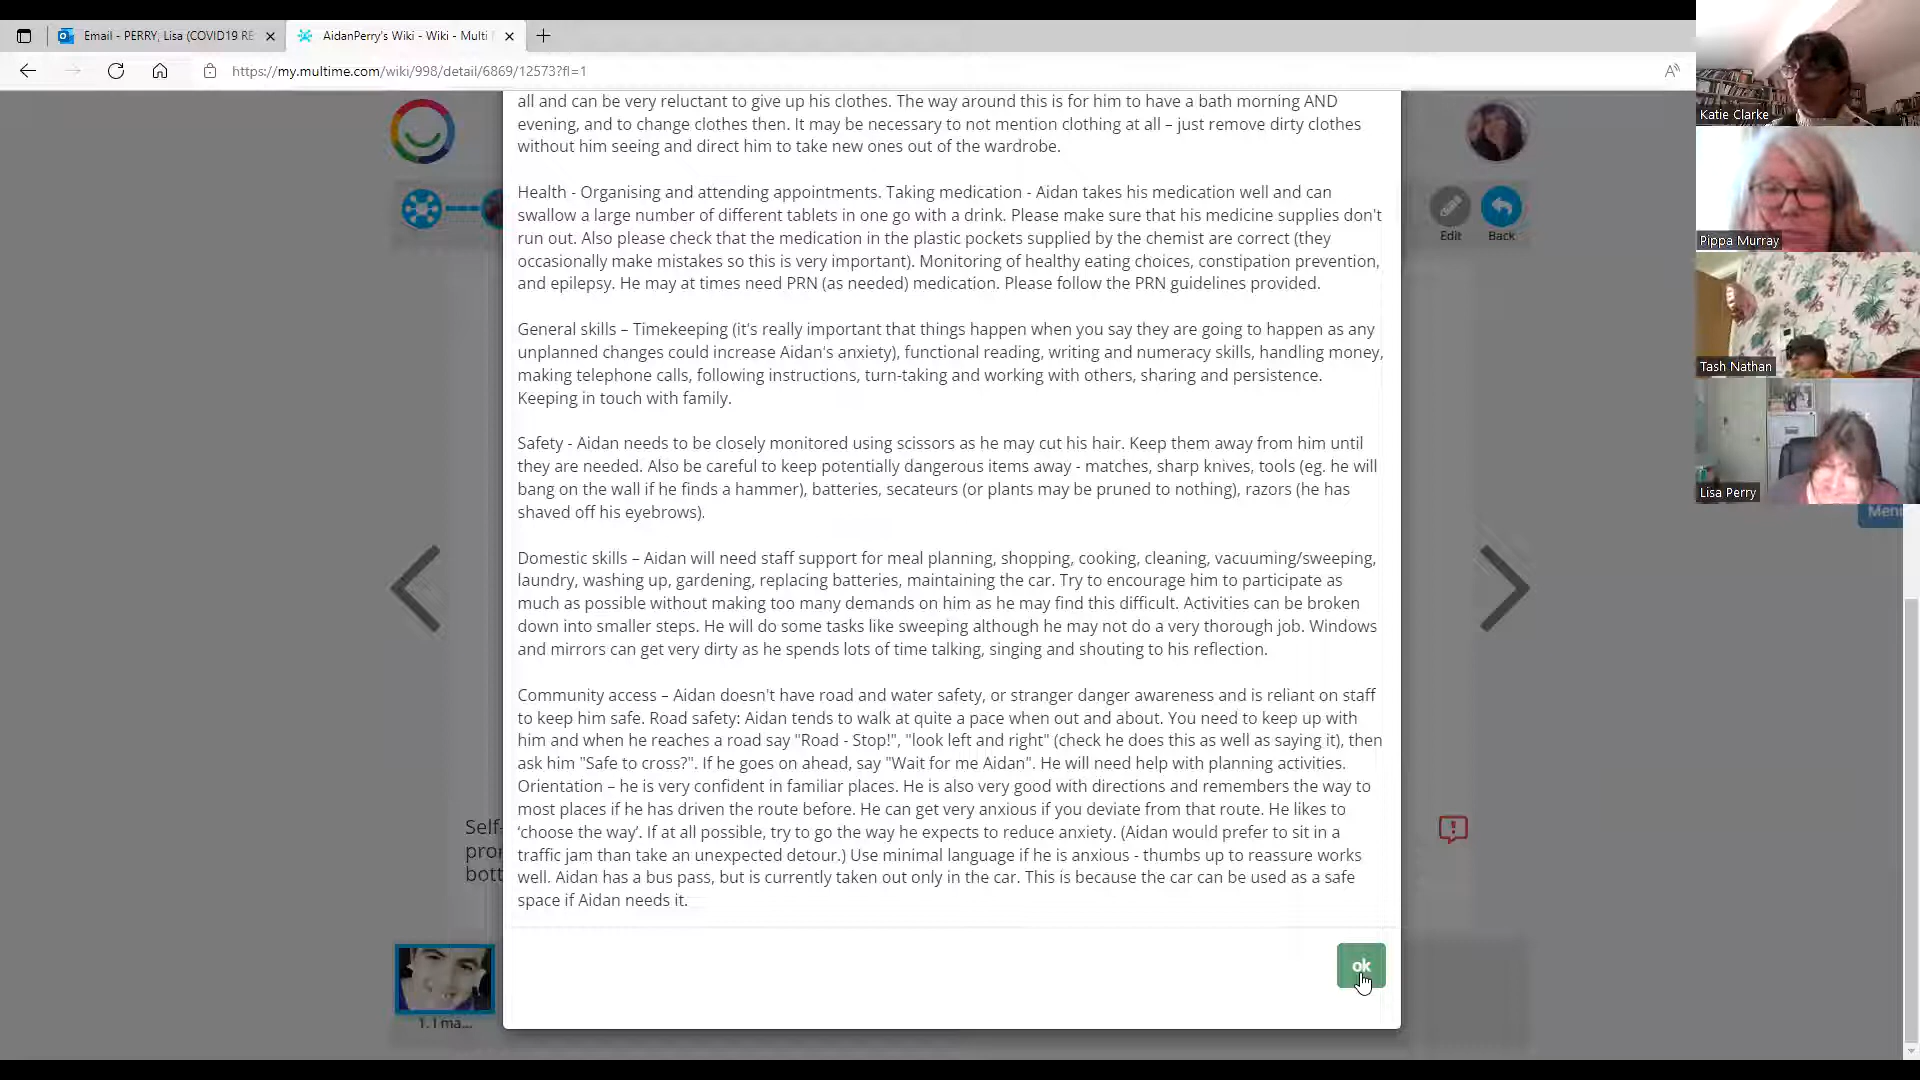 Email - PERRY, Lisa (COVID19 RE
AidanPerry's Wiki - Wiki - Multi
https://my.multime.com/wiki/998/detail/6869/12573?fl=1
all and can be very reluctant to give up his clothes. The way around this is for him to have a bath morning AND
evening, and to change clothes then. It may be necessary to not mention clothing at all – just remove dirty clothes
without him seeing and direct him to take new ones out of the wardrobe.
Health - Organising and attending appointments. Taking medication - Aidan takes his medication well and can
swallow a large number of different tablets in one go with a drink. Please make sure that his medicine supplies don't
run out. Also please check that the medication in the plastic pockets supplied by the chemist are correct (they
occasionally make mistakes so this is very important). Monitoring of healthy eating choices, constipation prevention,
and epilepsy. He may at times need PRN (as needed) medication. Please follow the PRN guidelines provided.
General skills – Timekeeping (it's really important that things happen when you say they are going to happen as any
unplanned changes could increase Aidan's anxiety), functional reading, writing and numeracy skills, handling money,
making telephone calls, following instructions, turn-taking and working with others, sharing and persistence.
Keeping in touch with family.
Safety - Aidan needs to be closely monitored using scissors as he may cut his hair. Keep them away from him until
they are needed. Also be careful to keep potentially dangerous items away - matches, sharp knives, tools (eg. he will
bang on the wall if he finds a hammer), batteries, secateurs (or plants may be pruned to nothing), razors (he has
shaved off his eyebrows).
Domestic skills – Aidan will need staff support for meal planning, shopping, cooking, cleaning, vacuuming/sweeping,
laundry, washing up, gardening, replacing batteries, maintaining the car. Try to encourage him to participate as
much as possible without making too many demands on him as he may find this difficult. Activities can be broken
down into smaller steps. He will do some tasks like sweeping although he may not do a very thorough job. Windows
and mirrors can get very dirty as he spends lots of time talking, singing and shouting to his reflection.
Community access – Aidan doesn't have road and water safety, or stranger danger awareness and is reliant on staff
to keep him safe. Road safety: Aidan tends to walk at quite a pace when out and about. You need to keep up with
him and when he reaches a road say "Road - Stop!", "look left and right" (check he does this as well as saying it), then
ask him "Safe to cross?". If he goes on ahead, say "Wait for me Aidan". He will need help with planning activities.
Orientation – he is very confident in familiar places. He is also very good with directions and remembers the way to
most places if he has driven the route before. He can get very anxious if you deviate from that route. He likes to
‘choose the way’. If at all possible, try to go the way he expects to reduce anxiety. (Aidan would prefer to sit in a
traffic jam than take an unexpected detour.) Use minimal language if he is anxious - thumbs up to reassure works
well. Aidan has a bus pass, but is currently taken out only in the car. This is because the car can be used as a safe
space if Aidan needs it.
ok
Edit
Back
Self-
pro
bott
1. I ma...
Men
Katie Clarke
Pippa Murray
Tash Nathan
Lisa Perry